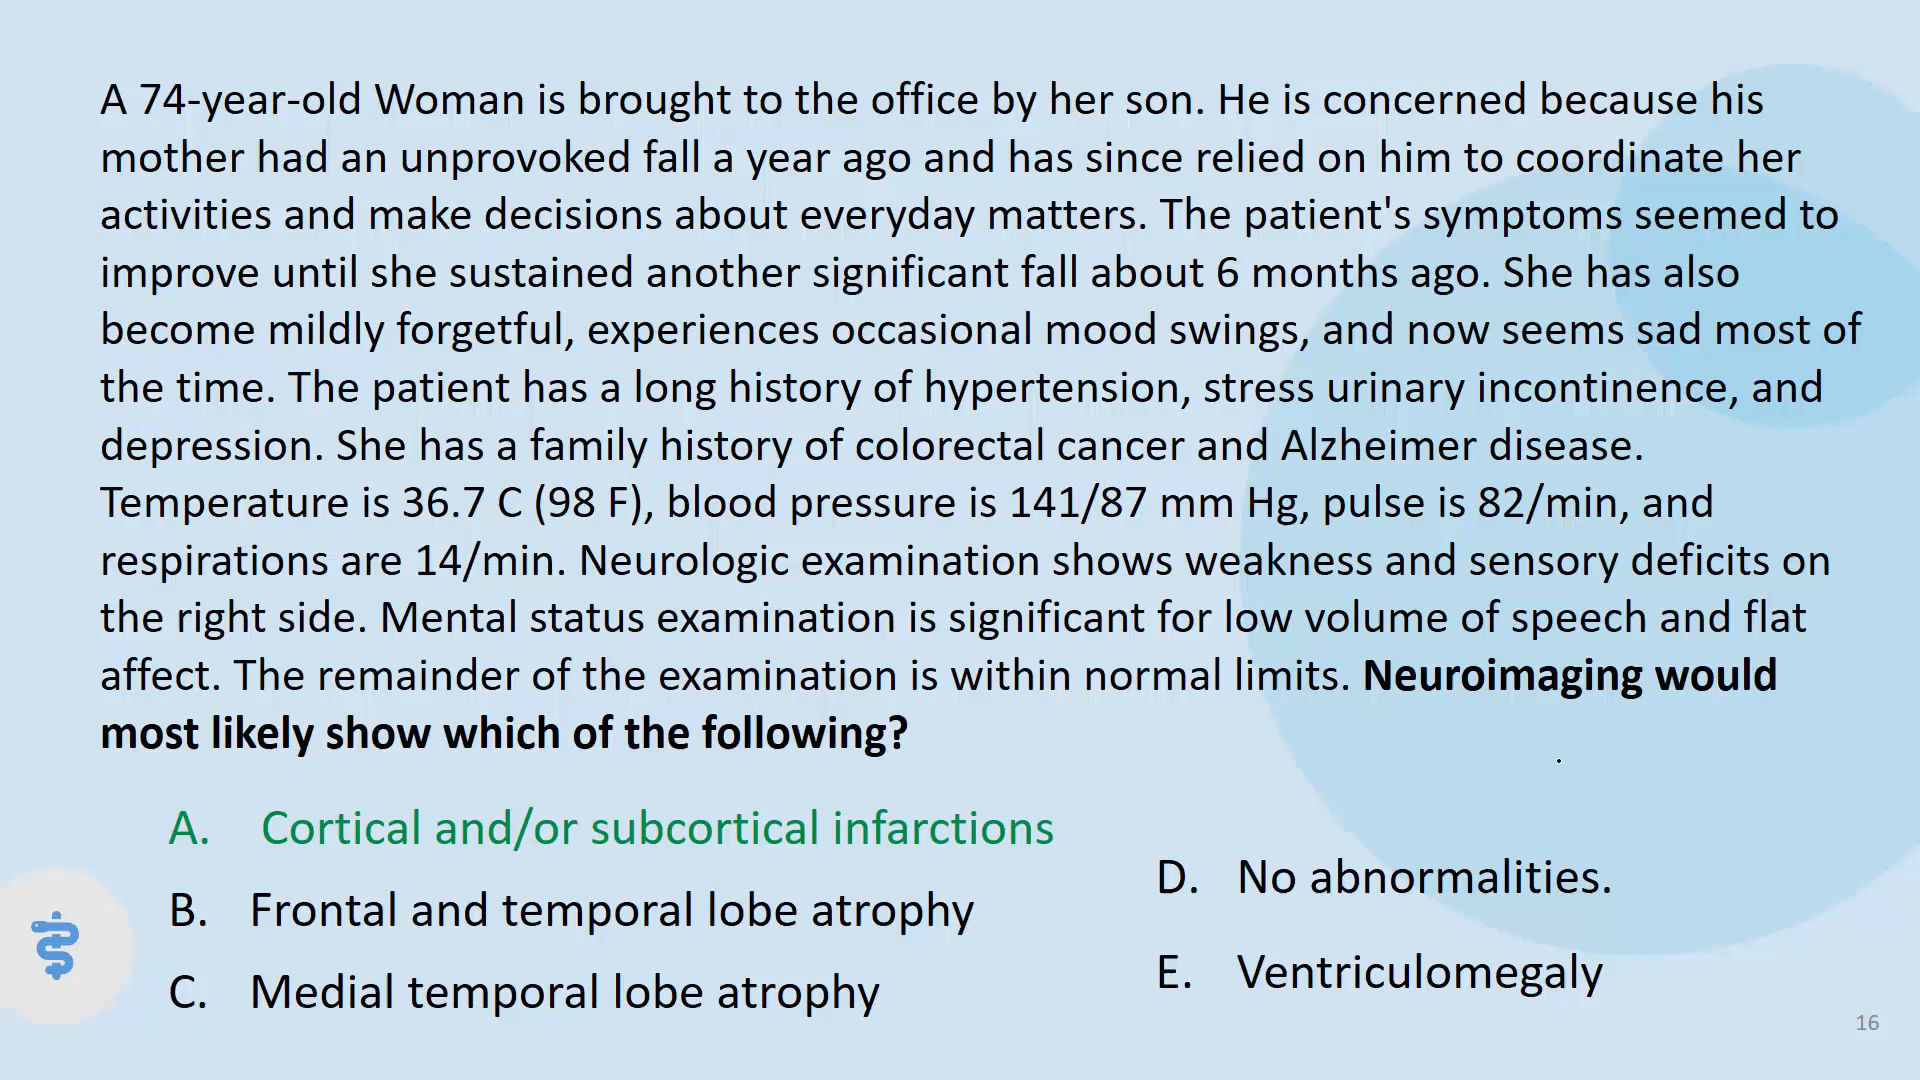 A 74-year-old Woman is brought to the office by her son. He is concerned because his
mother had an unprovoked fall a year ago and has since relied on him to coordinate her
activities and make decisions about everyday matters. The patient's symptoms seemed to
improve until she sustained another significant fall about 6 months ago. She has also
become mildly forgetful, experiences occasional mood swings, and now seems sad most of
the time. The patient has a long history of hypertension, stress urinary incontinence, and
depression. She has a family history of colorectal cancer and Alzheimer disease.
Temperature is 36.7 C (98 F), blood pressure is 141/87 mm Hg, pulse is 82/min, and
respirations are 14/min. Neurologic examination shows weakness and sensory deficits on
the right side. Mental status examination is significant for low volume of speech and flat
affect. The remainder of the examination is within normal limits. Neuroimaging would
most likely show which of the following?
A. Cortical and/or subcortical infarctions
B. Frontal and temporal lobe atrophy
C. Medial temporal lobe atrophy
D. No abnormalities.
E. Ventriculomegaly
16